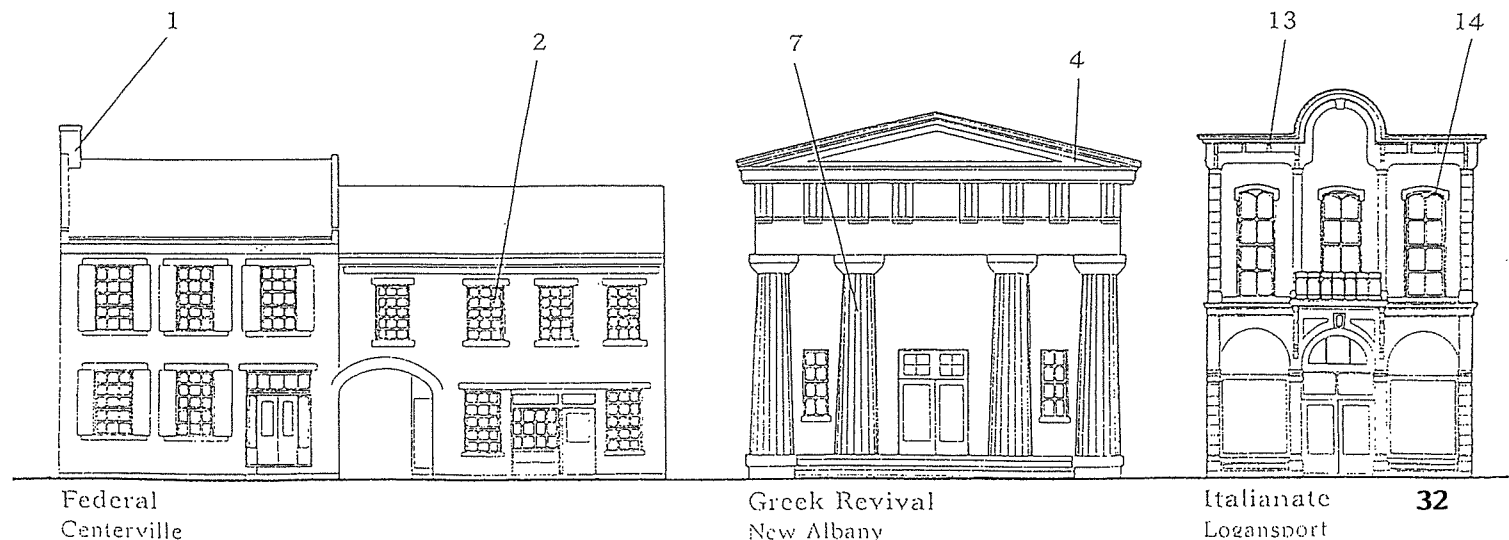 1
2
7
4
13
14
Federal
Centerville
Greek Revival
New Albany
Italianate
Logansport
32